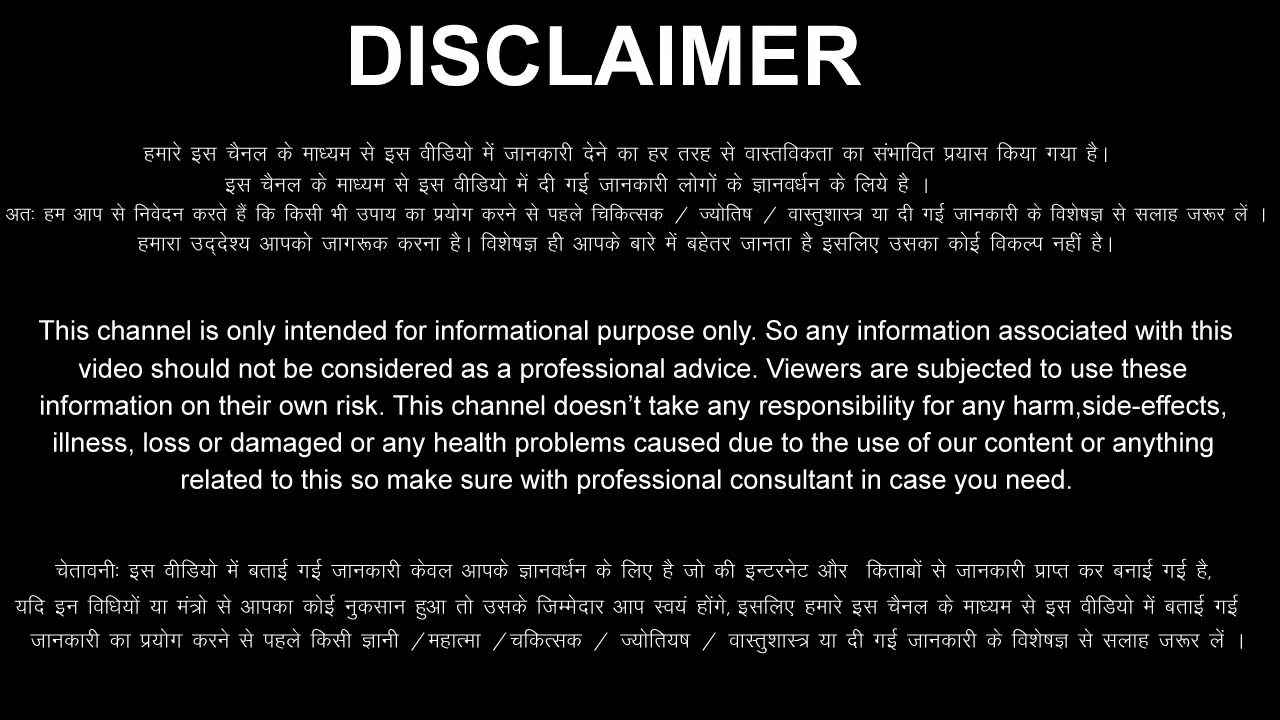 DISCLAIMER
हमारे इस चैनल के माध्यम से इस वीडियो में जानकारी देने का हर तरह से वास्तविकता का संभावित प्रयास किया गया है।
इस चैनल के माध्यम से इस वीडियो में दी गई जानकारी लोगों के ज्ञानवर्धन के लिये है ।
अतः हम आप से निवेदन करते हैं कि किसी भी उपाय का प्रयोग करने से पहले चिकित्सक / ज्योतिष / वास्तुशास्त्र या दी गई जानकारी के विशेषज्ञ से सलाह जरूर लें ।
हमारा उद्देश्य आपको जागरूक करना है। विशेषज्ञ ही आपके बारे में बहेतर जानता है इसलिए उसका कोई विकल्प नहीं है।
This channel is only intended for informational purpose only. So any information associated with this
video should not be considered as a professional advice. Viewers are subjected to use these
information on their own risk. This channel doesn’t take any responsibility for any harm,side-effects,
illness, loss or damaged or any health problems caused due to the use of our content or anything
related to this so make sure with professional consultant in case you need.
चेतावनीः इस वीडियो में बताई गई जानकारी केवल आपके ज्ञानवर्धन के लिए है जो की इन्टरनेट और किताबों से जानकारी प्राप्त कर बनाई गई है,
यदि इन विधियों या मंत्रो से आपका कोई नुकसान हुआ तो उसके जिम्मेदार आप स्वयं होंगे, इसलिए हमारे इस चैनल के माध्यम से इस वीडियो में बताई गई
जानकारी का प्रयोग करने से पहले किसी ज्ञानी /महात्मा /चकित्सक / ज्योतियष / वास्तुशास्त्र या दी गई जानकारी के विशेषज्ञ से सलाह जरूर लें ।